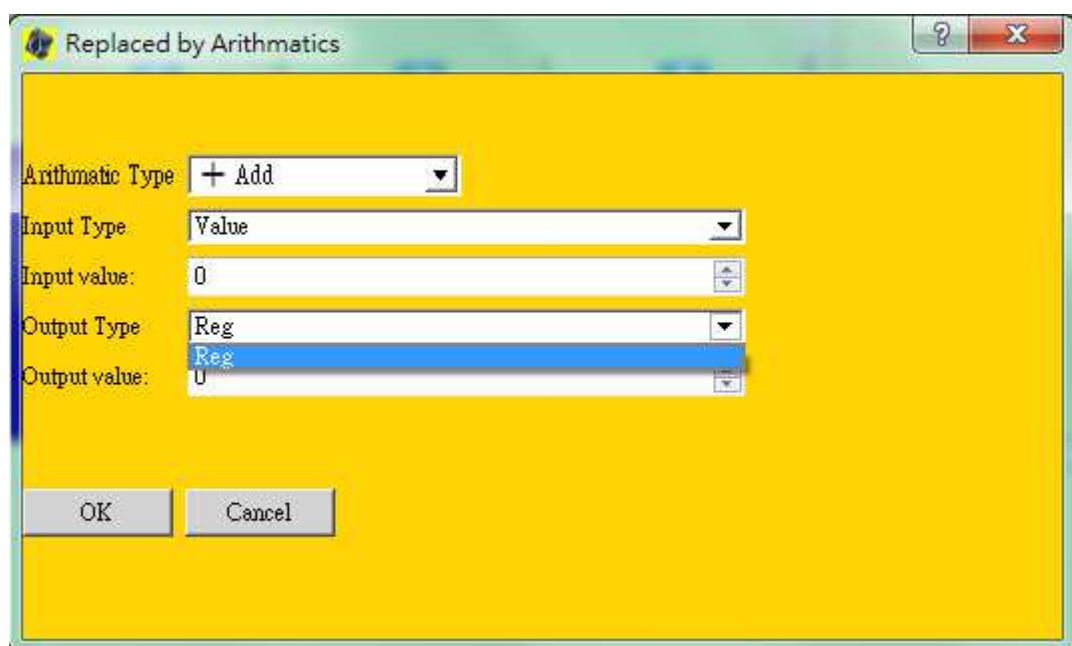 Replaced by Arithmatics
Arithmatic Type + Add
Input Type Value
Input value: 0
Output Type Reg
Reg
Output value: 0
OK Cancel